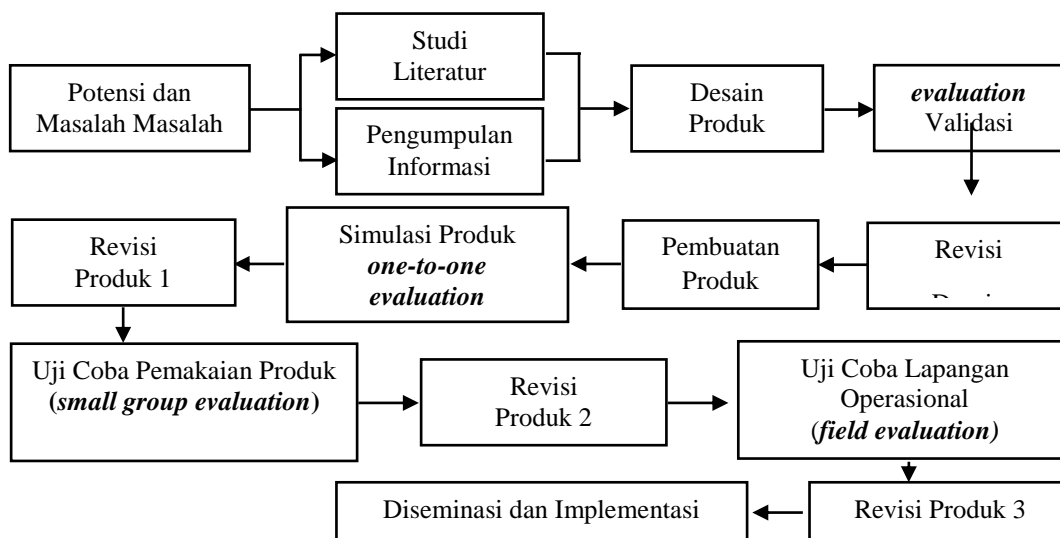 Potensi dan
Masalah Masalah
Studi
Literatur
Pengumpulan
Informasi
Desain
Produk
evaluation
Validasi
Revisi
Pembuatan
Produk
Simulasi Produk
one-to-one
evaluation
Revisi
Produk 1
Uji Coba Pemakaian Produk
(small group evaluation)
Revisi
Produk 2
Uji Coba Lapangan
Operasional
(field evaluation)
Revisi Produk 3
Diseminasi dan Implementasi